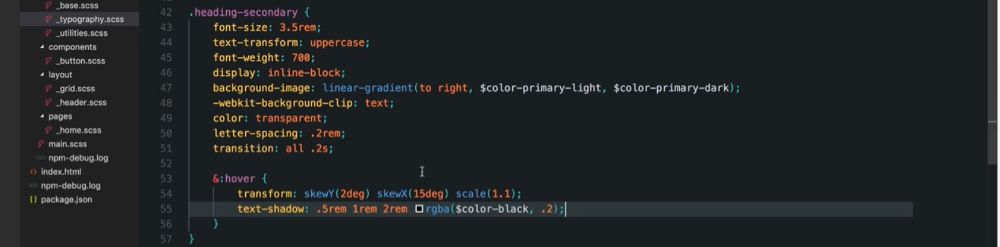 _base.scss
_typography.scss
_utilities.scss
components
_button.scss
layout
_grid.scss
_header.scss
pages
_home.scss
main.scss
npm-debug.log
index.html
npm-debug.log
package.json
42 .heading-secondary {
43 font-size: 3.5rem;
44 text-transform: uppercase;
45 font-weight: 700;
46 display: inline-block;
47 background-image: linear-gradient(to right, $color-primary-light, $color-primary-dark);
48 -webkit-background-clip: text;
49 color: transparent;
50 letter-spacing: .2rem;
51 transition: all .2s;
52
53 &:hover {
54 transform: skewY(2deg) skewX(15deg) scale(1.1);
55 text-shadow: .5rem 1rem 2rem rgba($color-black, .2);
56 }
57 }